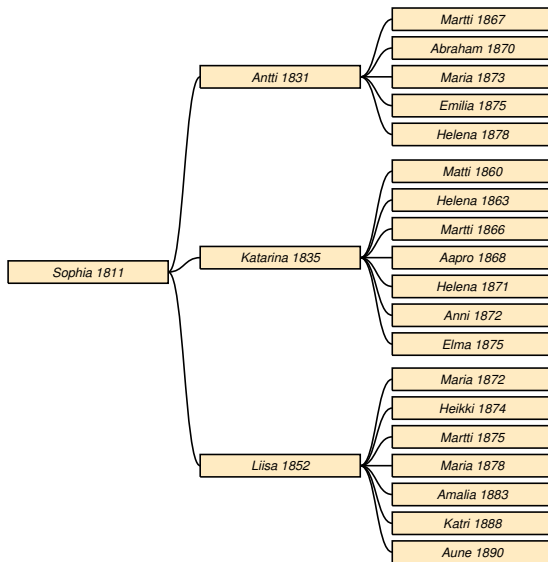 Sophia 1811
Antti 1831
Martti 1867
Abraham 1870
Maria 1873
Emilia 1875
Helena 1878
Katarina 1835
Matti 1860
Helena 1863
Martti 1866
Aapro 1868
Helena 1871
Anni 1872
Elma 1875
Liisa 1852
Maria 1872
Heikki 1874
Martti 1875
Maria 1878
Amalia 1883
Katri 1888
Aune 1890